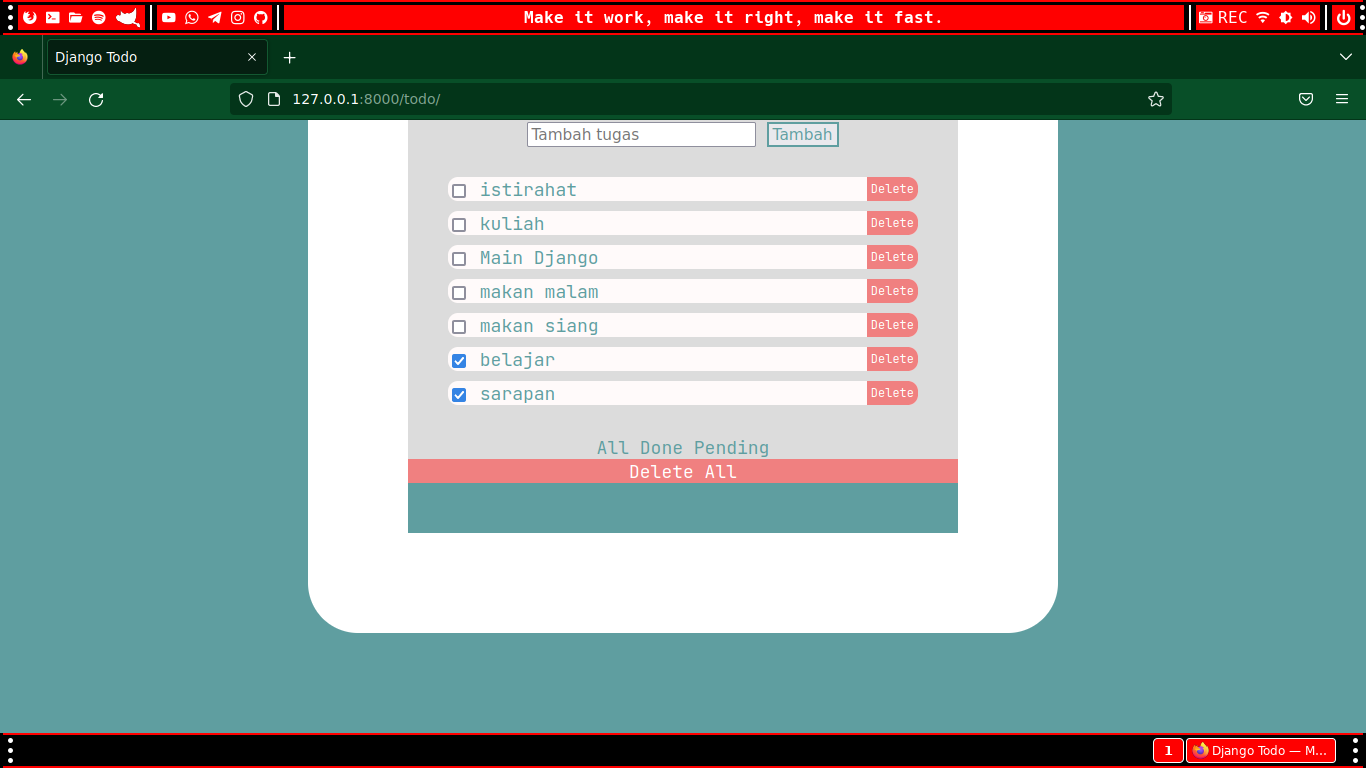 Make it work, make it right, make it fast.
REC
Django Todo
127.0.0.1:8000/todo/
Tambah tugas
Tambah
istirahat
Delete
kuliah
Delete
Main Django
Delete
makan malam
Delete
makan siang
Delete
belajar
Delete
sarapan
Delete
All Done Pending
Delete All
1
Django Todo — M...